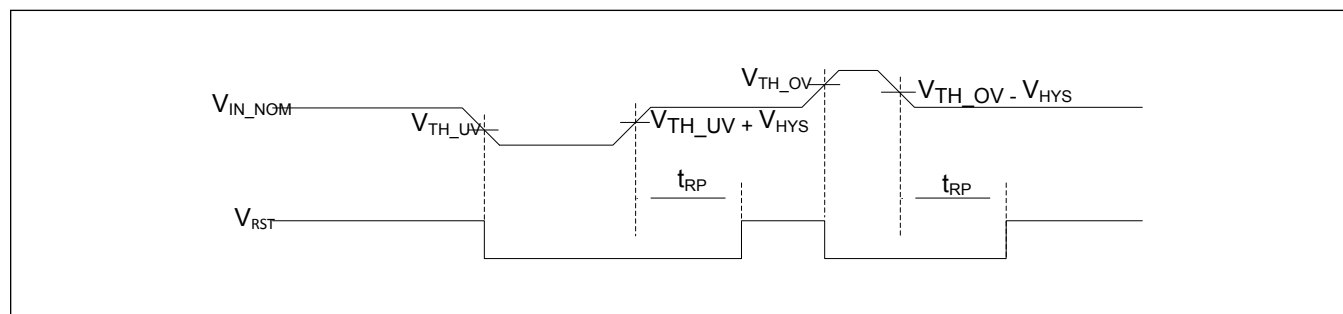 V_TH_OV
V_TH_OV - V_HYS
V_IN_NOM
V_TH_UV
V_TH_UV + V_HYS
t_RP
t_RP
V_RST